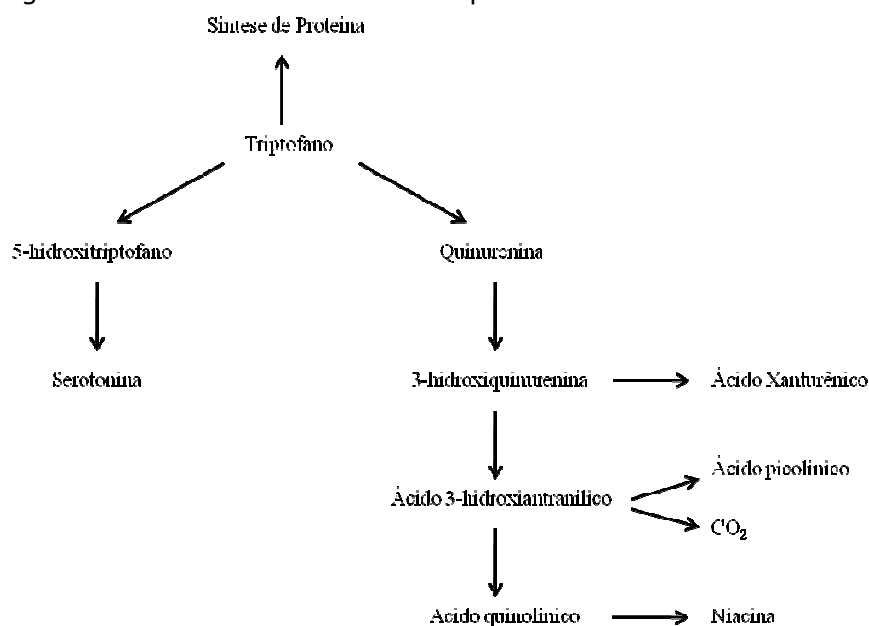 Síntese de Proteína
Triptofano
5-hidroxitriptofano
Quinurenina
Serotonina
3-hidroxiquinurenina
Ácido Xanturênico
Ácido picolínico
Ácido 3-hidroxiantranílico
CO₂
Acido quinolínico
Niacina